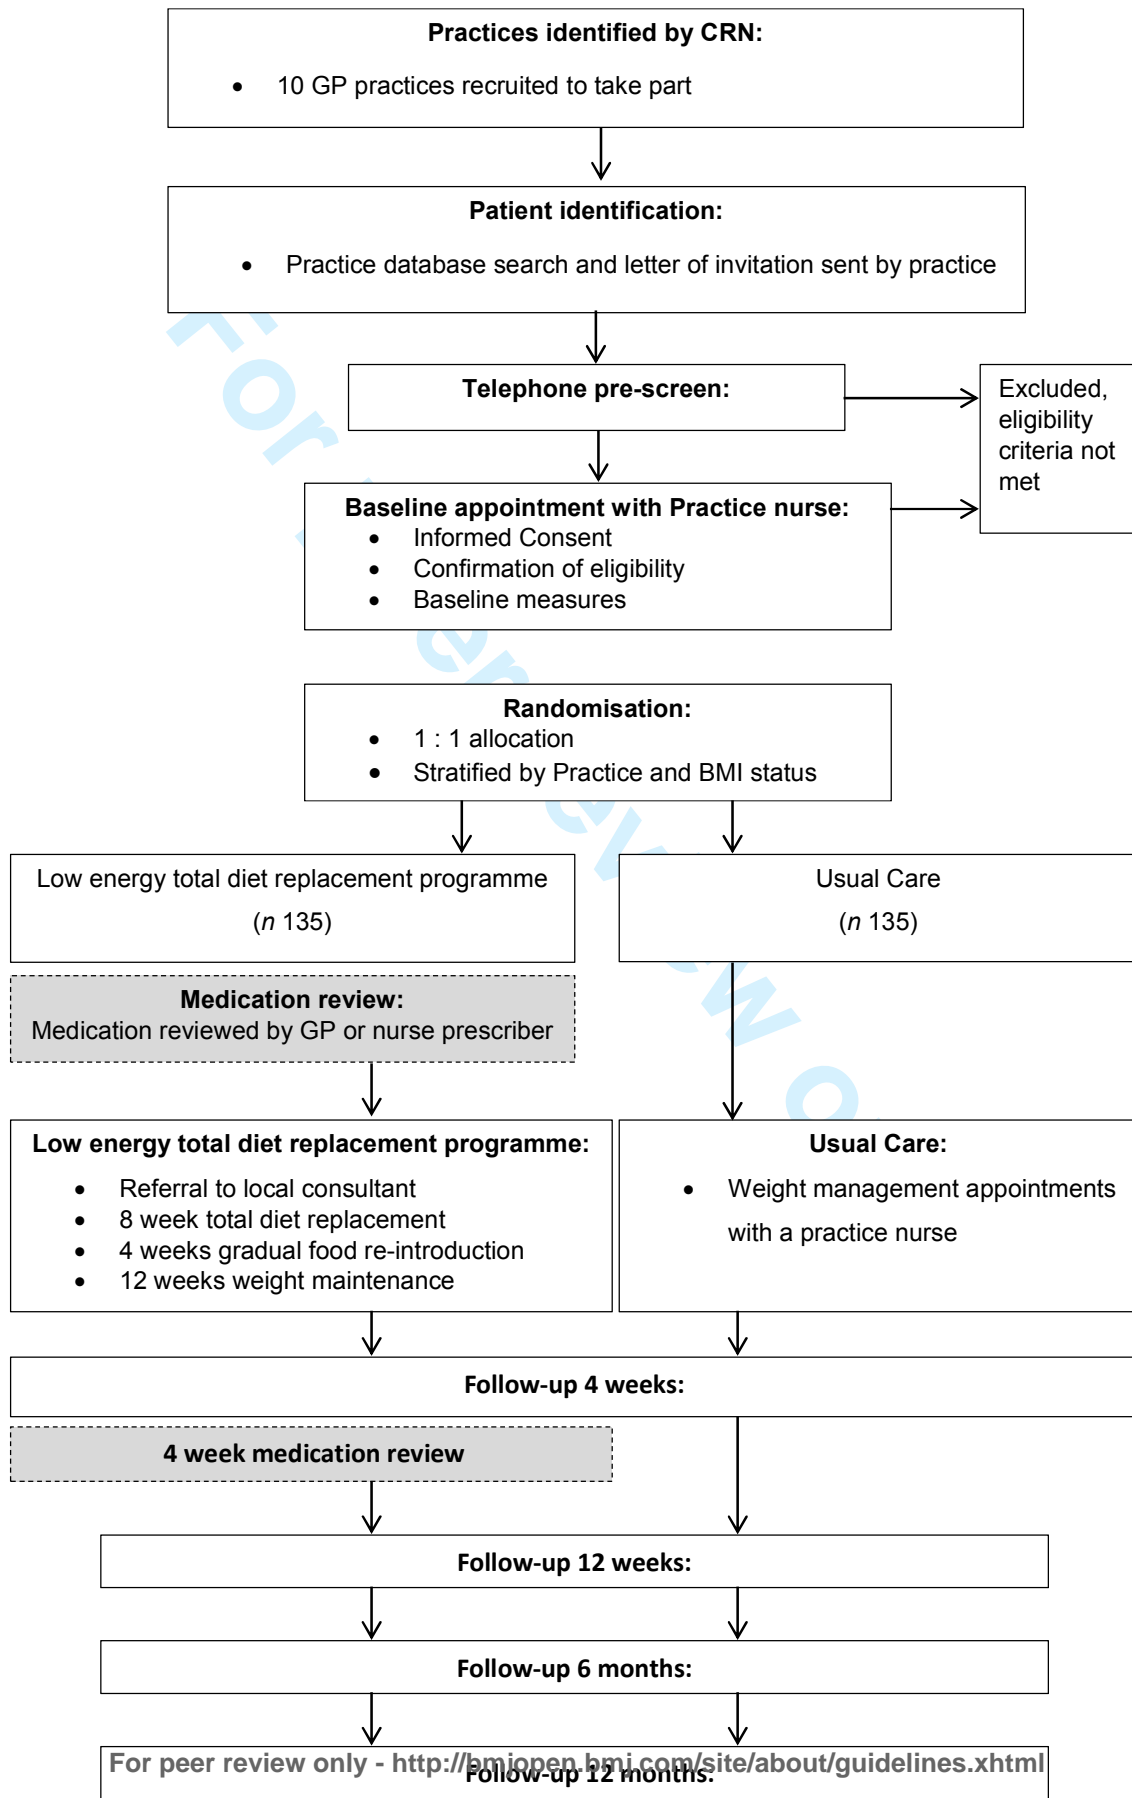 Practices identified by CRN:
• 10 GP practices recruited to take part
Patient identification:
• Practice database search and letter of invitation sent by practice
Telephone pre-screen:
Excluded,
eligibility
criteria not
met
Baseline appointment with Practice nurse:
• Informed Consent
• Confirmation of eligibility
• Baseline measures
Randomisation:
• 1 : 1 allocation
• Stratified by Practice and BMI status
Low energy total diet replacement programme
(n 135)
Usual Care
(n 135)
Medication review:
Medication reviewed by GP or nurse prescriber
Low energy total diet replacement programme:
• Referral to local consultant
• 8 week total diet replacement
• 4 weeks gradual food re-introduction
• 12 weeks weight maintenance
Usual Care:
• Weight management appointments
with a practice nurse
Follow-up 4 weeks:
4 week medication review
Follow-up 12 weeks:
Follow-up 6 months:
Follow-up 12 months:
For peer review only - http://bmjopen.bmj.com/site/about/guidelines.xhtml